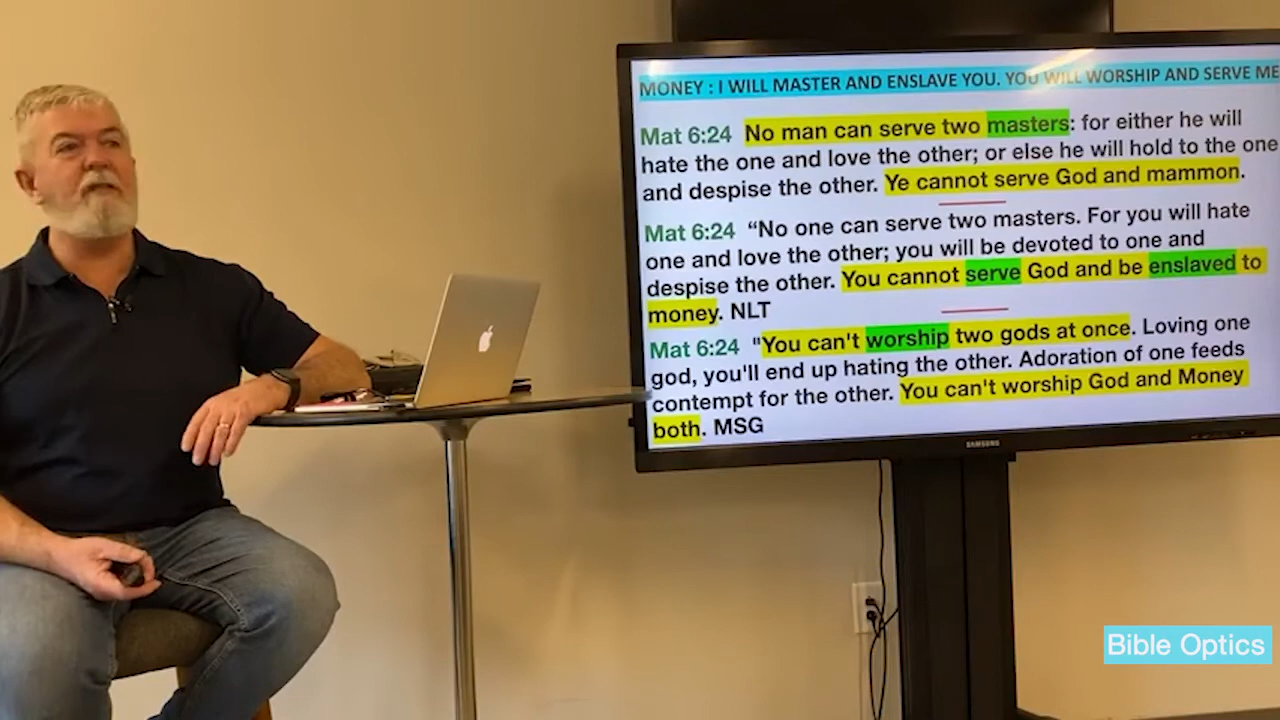 MONEY : I WILL MASTER AND ENSLAVE YOU. YOU WILL WORSHIP AND SERVE ME
Mat 6:24 No man can serve two masters: for either he will
hate the one and love the other; or else he will hold to the one
and despise the other. Ye cannot serve God and mammon.
Mat 6:24 “No one can serve two masters. For you will hate
one and love the other; you will be devoted to one and
despise the other. You cannot serve God and be enslaved to
money. NLT
Mat 6:24 "You can't worship two gods at once. Loving one
god, you'll end up hating the other. Adoration of one feeds
contempt for the other. You can't worship God and Money
both. MSG
SAMSUNG
Bible Optics